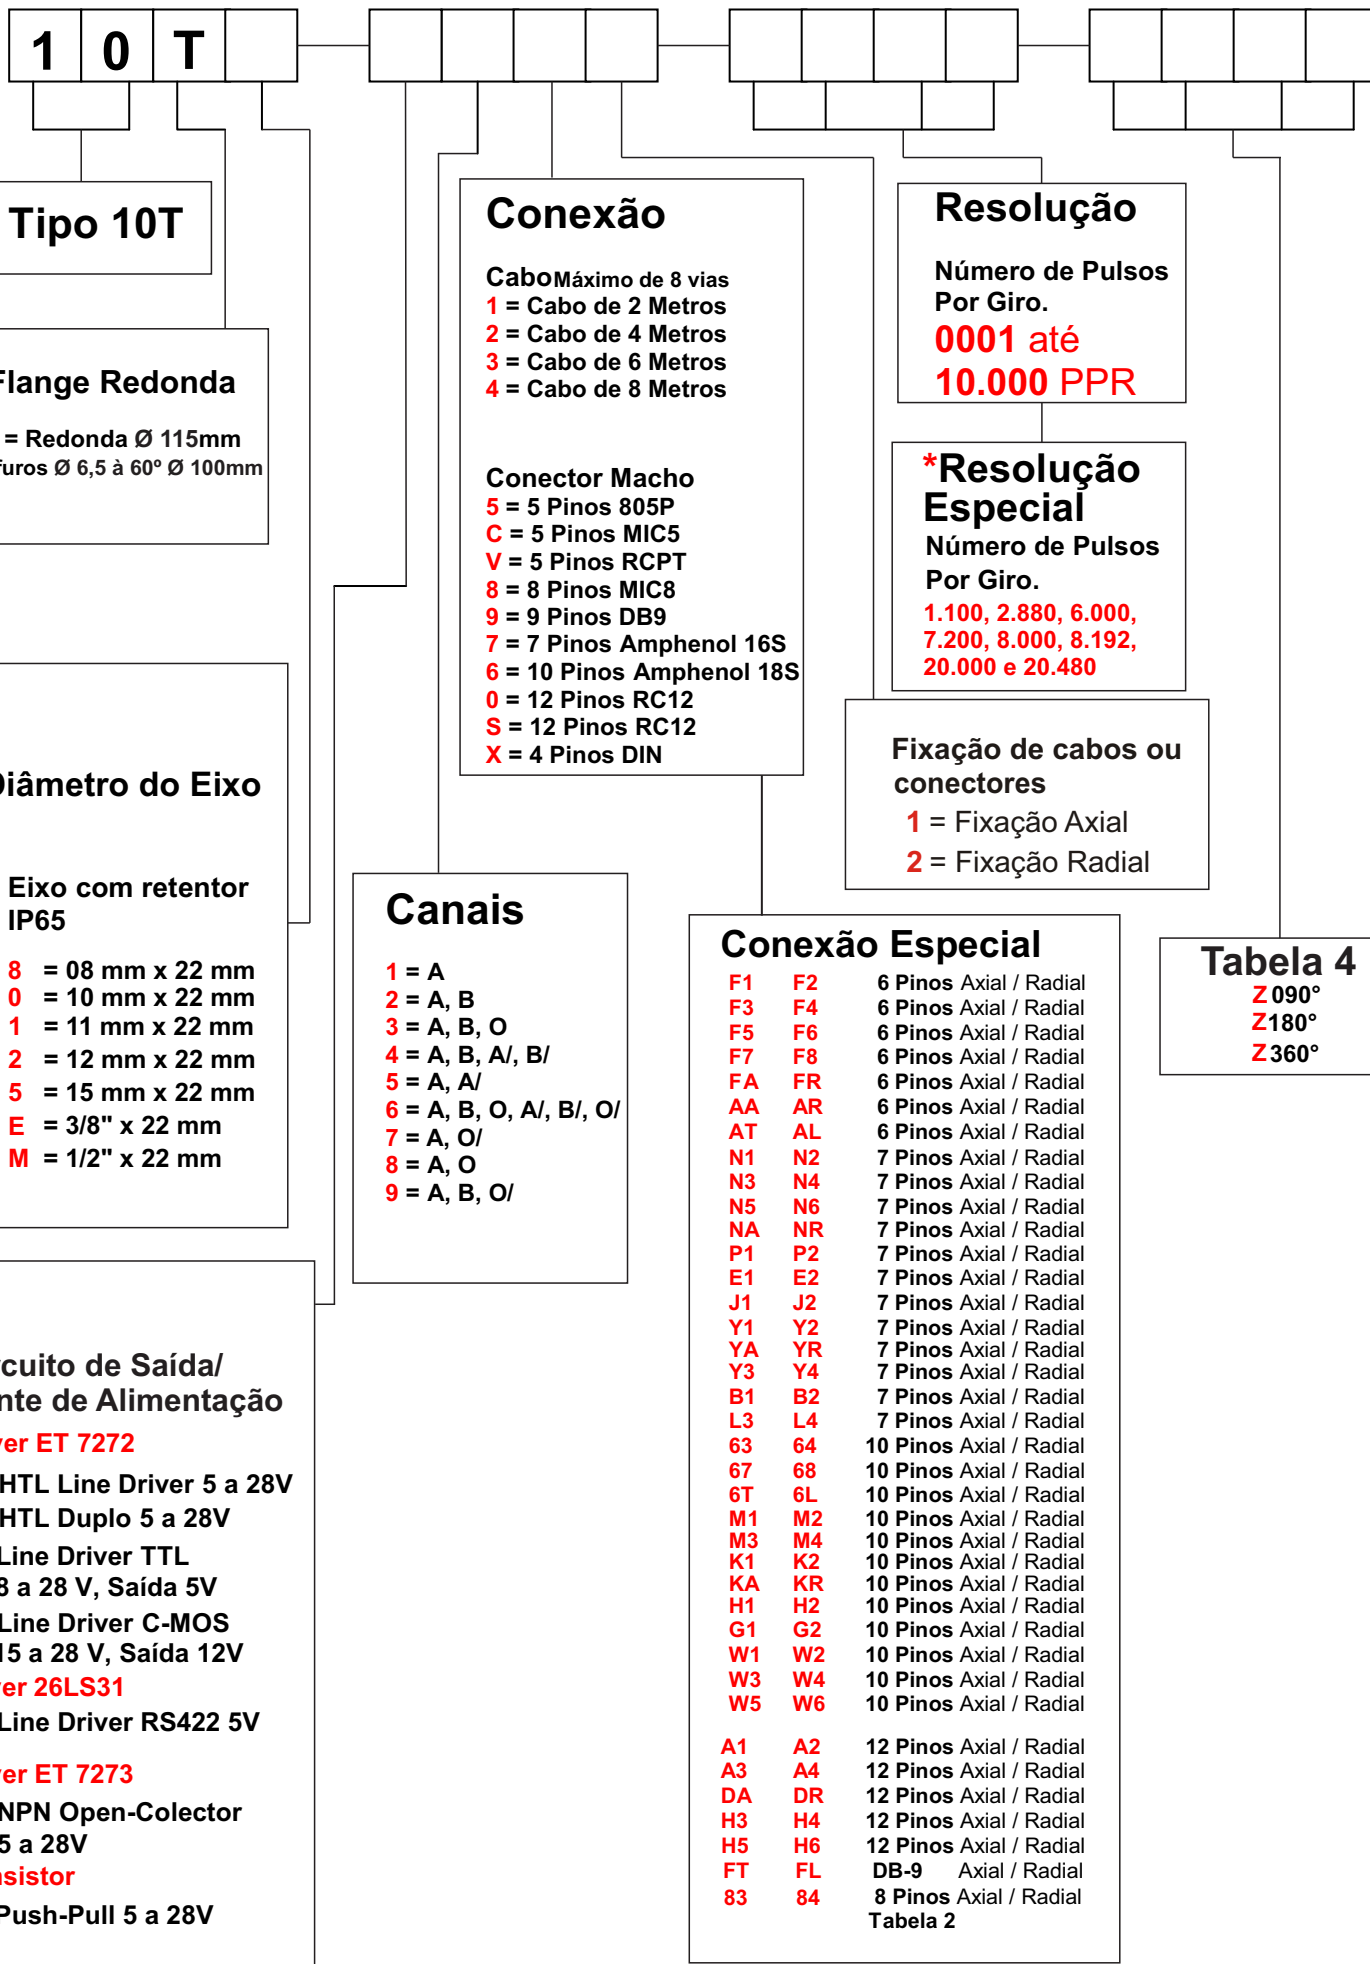 1 0 T
Tipo 10T
Flange Redonda
= Redonda Ø 115mm
furos Ø 6,5 à 60º Ø 100mm
Diâmetro do Eixo
Eixo com retentor
IP65
8 = 08 mm x 22 mm
0 = 10 mm x 22 mm
1 = 11 mm x 22 mm
2 = 12 mm x 22 mm
5 = 15 mm x 22 mm
E = 3/8" x 22 mm
M = 1/2" x 22 mm
cuito de Saída/
nte de Alimentação
ver ET 7272
HTL Line Driver 5 a 28V
HTL Duplo 5 a 28V
Line Driver TTL
8 a 28 V, Saída 5V
Line Driver C-MOS
15 a 28 V, Saída 12V
ver 26LS31
Line Driver RS422 5V
ver ET 7273
NPN Open-Colector
5 a 28V
nsistor
Push-Pull 5 a 28V
Canais
1 = A
2 = A, B
3 = A, B, O
4 = A, B, A/, B/
5 = A, A/
6 = A, B, O, A/, B/, O/
7 = A, O/
8 = A, O
9 = A, B, O/
Conexão
Cabo Máximo de 8 vias
1 = Cabo de 2 Metros
2 = Cabo de 4 Metros
3 = Cabo de 6 Metros
4 = Cabo de 8 Metros
Conector Macho
5 = 5 Pinos 805P
C = 5 Pinos MIC5
V = 5 Pinos RCPT
8 = 8 Pinos MIC8
9 = 9 Pinos DB9
7 = 7 Pinos Amphenol 16S
6 = 10 Pinos Amphenol 18S
0 = 12 Pinos RC12
S = 12 Pinos RC12
X = 4 Pinos DIN
Conexão Especial
F1 F2 6 Pinos Axial / Radial
F3 F4 6 Pinos Axial / Radial
F5 F6 6 Pinos Axial / Radial
F7 F8 6 Pinos Axial / Radial
FA FR 6 Pinos Axial / Radial
AA AR 6 Pinos Axial / Radial
AT AL 6 Pinos Axial / Radial
N1 N2 7 Pinos Axial / Radial
N3 N4 7 Pinos Axial / Radial
N5 N6 7 Pinos Axial / Radial
NA NR 7 Pinos Axial / Radial
P1 P2 7 Pinos Axial / Radial
E1 E2 7 Pinos Axial / Radial
J1 J2 7 Pinos Axial / Radial
Y1 Y2 7 Pinos Axial / Radial
YA YR 7 Pinos Axial / Radial
Y3 Y4 7 Pinos Axial / Radial
B1 B2 7 Pinos Axial / Radial
L3 L4 7 Pinos Axial / Radial
63 64 10 Pinos Axial / Radial
67 68 10 Pinos Axial / Radial
6T 6L 10 Pinos Axial / Radial
M1 M2 10 Pinos Axial / Radial
M3 M4 10 Pinos Axial / Radial
K1 K2 10 Pinos Axial / Radial
KA KR 10 Pinos Axial / Radial
H1 H2 10 Pinos Axial / Radial
G1 G2 10 Pinos Axial / Radial
W1 W2 10 Pinos Axial / Radial
W3 W4 10 Pinos Axial / Radial
W5 W6 10 Pinos Axial / Radial
A1 A2 12 Pinos Axial / Radial
A3 A4 12 Pinos Axial / Radial
DA DR 12 Pinos Axial / Radial
H3 H4 12 Pinos Axial / Radial
H5 H6 12 Pinos Axial / Radial
FT FL DB-9 Axial / Radial
83 84 8 Pinos Axial / Radial
Tabela 2
Resolução
Número de Pulsos
Por Giro.
0001 até
10.000 PPR
*Resolução
Especial
Número de Pulsos
Por Giro.
1.100, 2.880, 6.000,
7.200, 8.000, 8.192,
20.000 e 20.480
Fixação de cabos ou
conectores
1 = Fixação Axial
2 = Fixação Radial
Tabela 4
Z 090°
Z180°
Z 360°